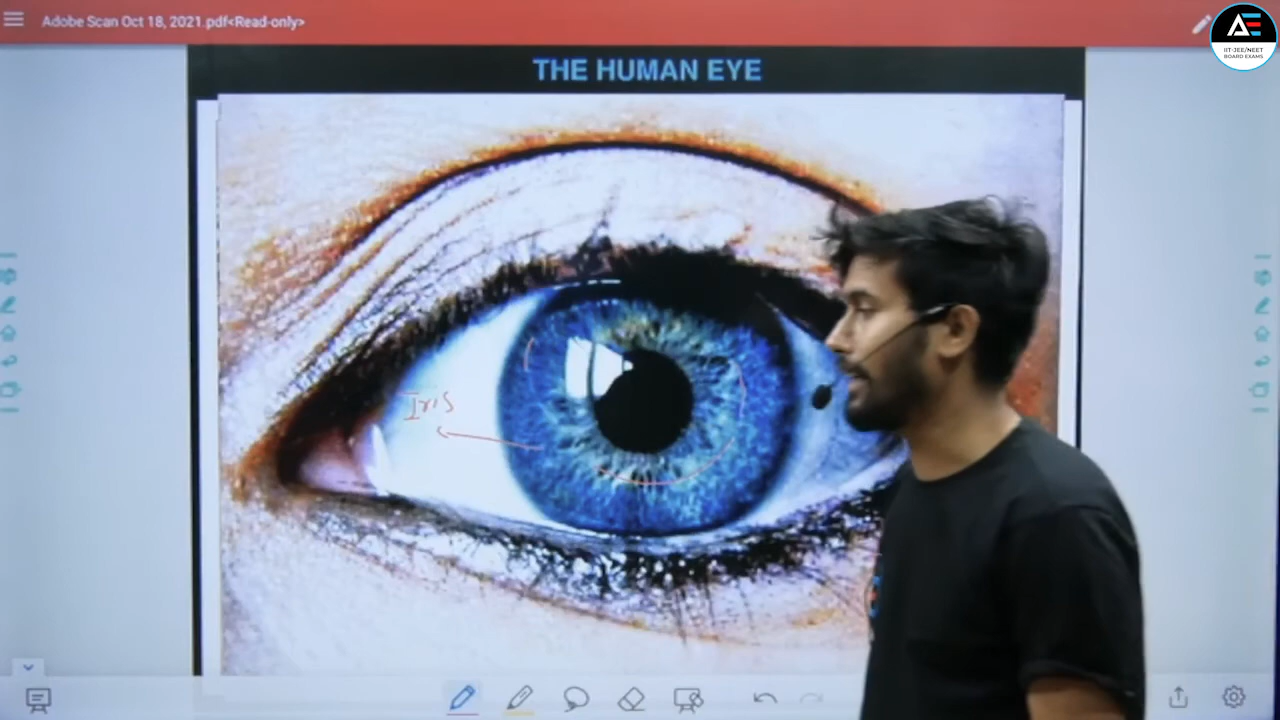 Adobe Scan Oct 18, 2021.pdf<Read-only>
AE
IIT-JEE/NEET
BOARD EXAMS
THE HUMAN EYE
Iris